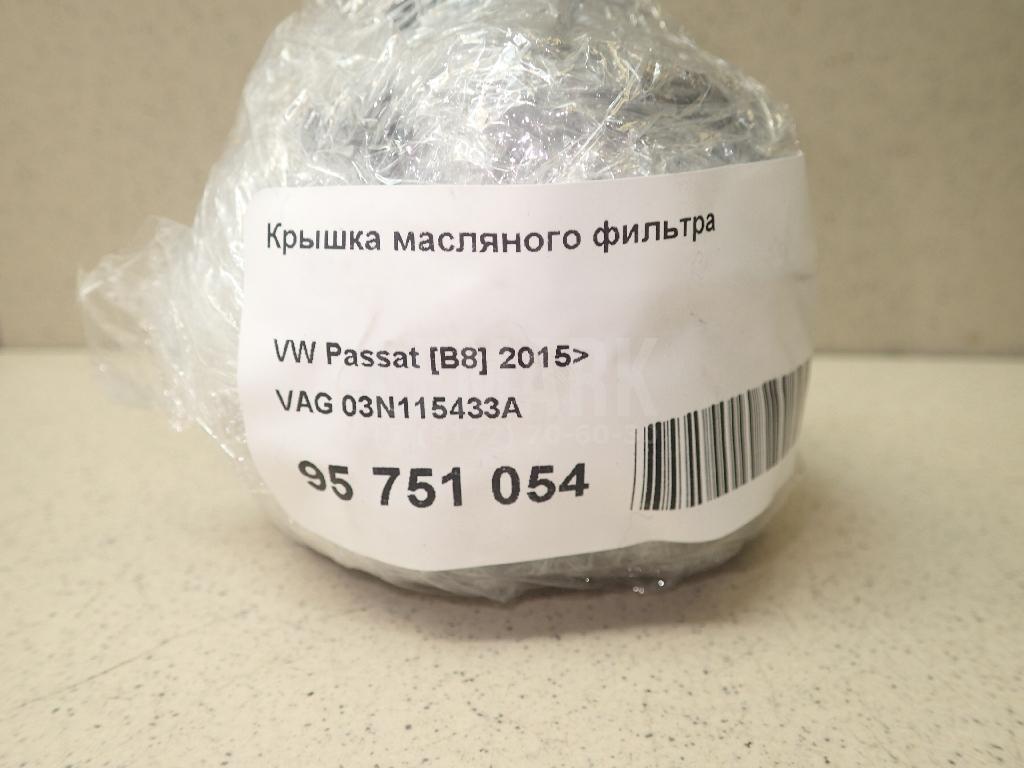 Крышка масляного фильтра
VW Passat [B8] 2015>
VAG 03N115433A
95 751 054